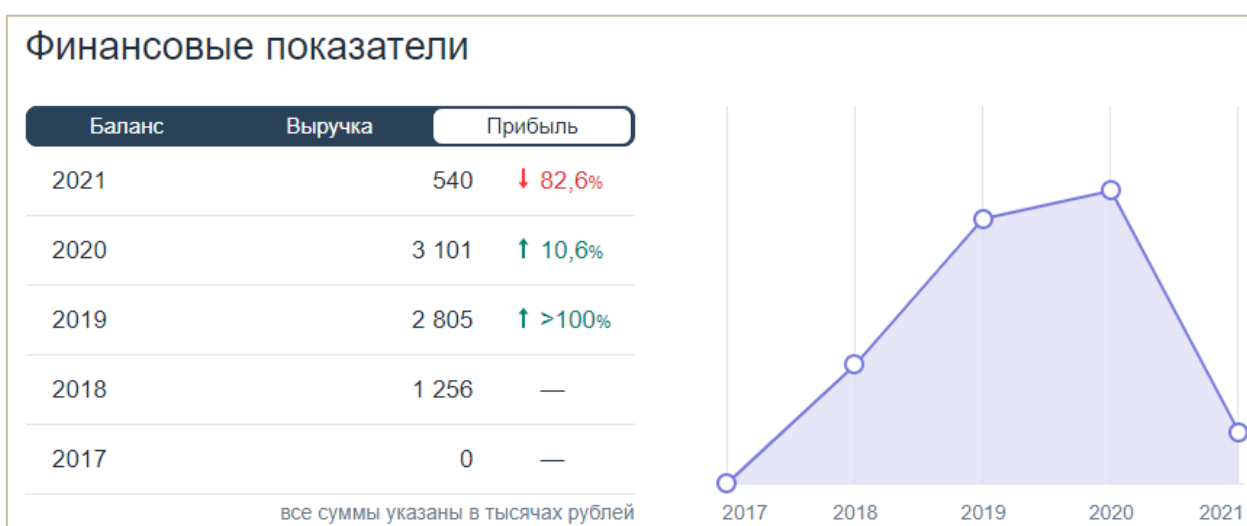 Финансовые показатели
Баланс Выручка Прибыль
2021 540 ↓ 82,6%
2020 3 101 ↑ 10,6%
2019 2 805 ↑ >100%
2018 1 256 —
2017 0 —
все суммы указаны в тысячах рублей
2017 2018 2019 2020 2021